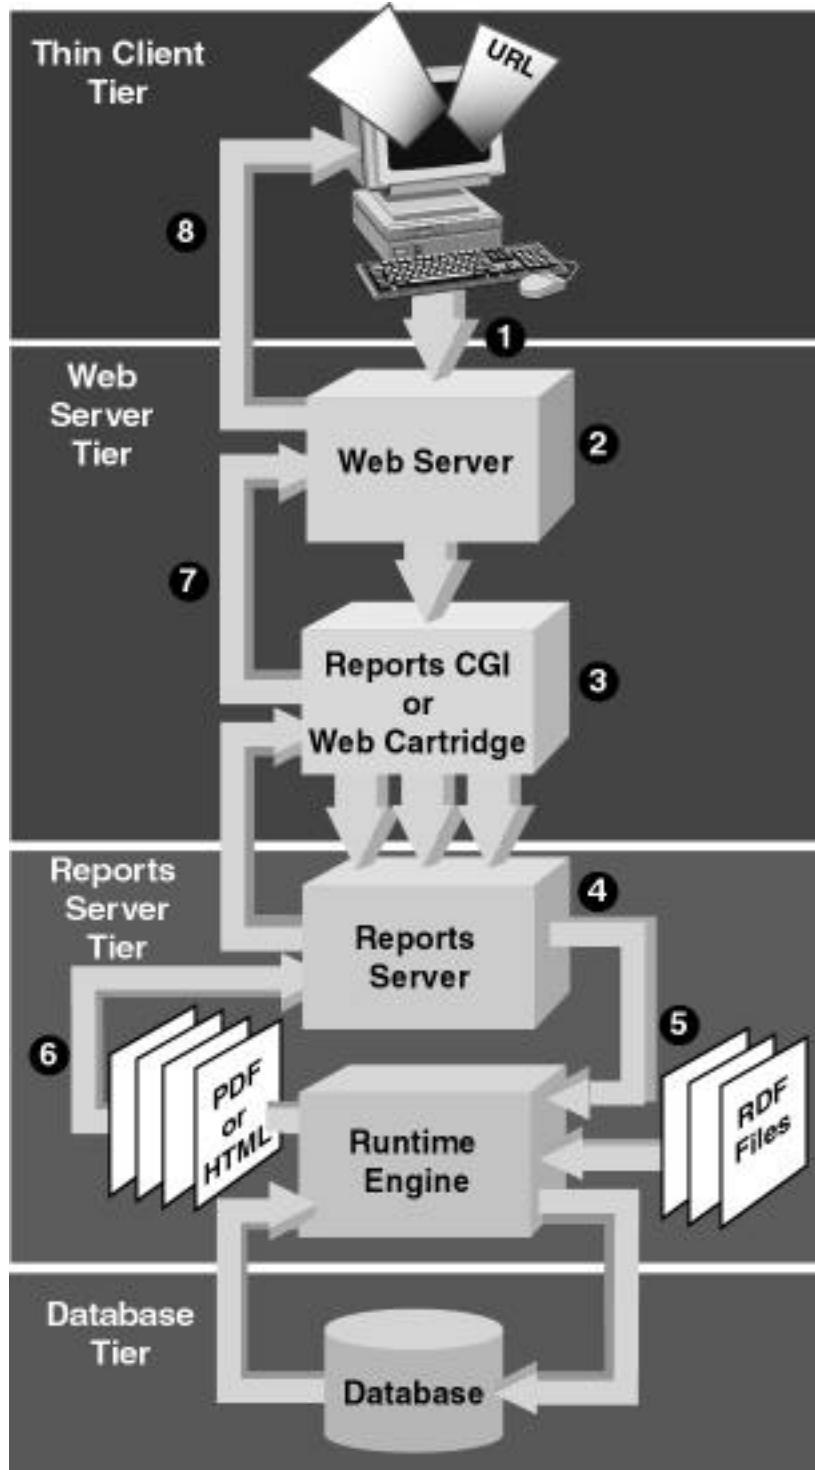 Thin Client
Tier
URL
8
1
Web
Server
Tier
Web Server
2
7
Reports CGI
or
Web Cartridge
3
Reports
Server
Tier
Reports
Server
4
5
6
PDF
or
HTML
Runtime
Engine
RDF
Files
Database
Tier
Database